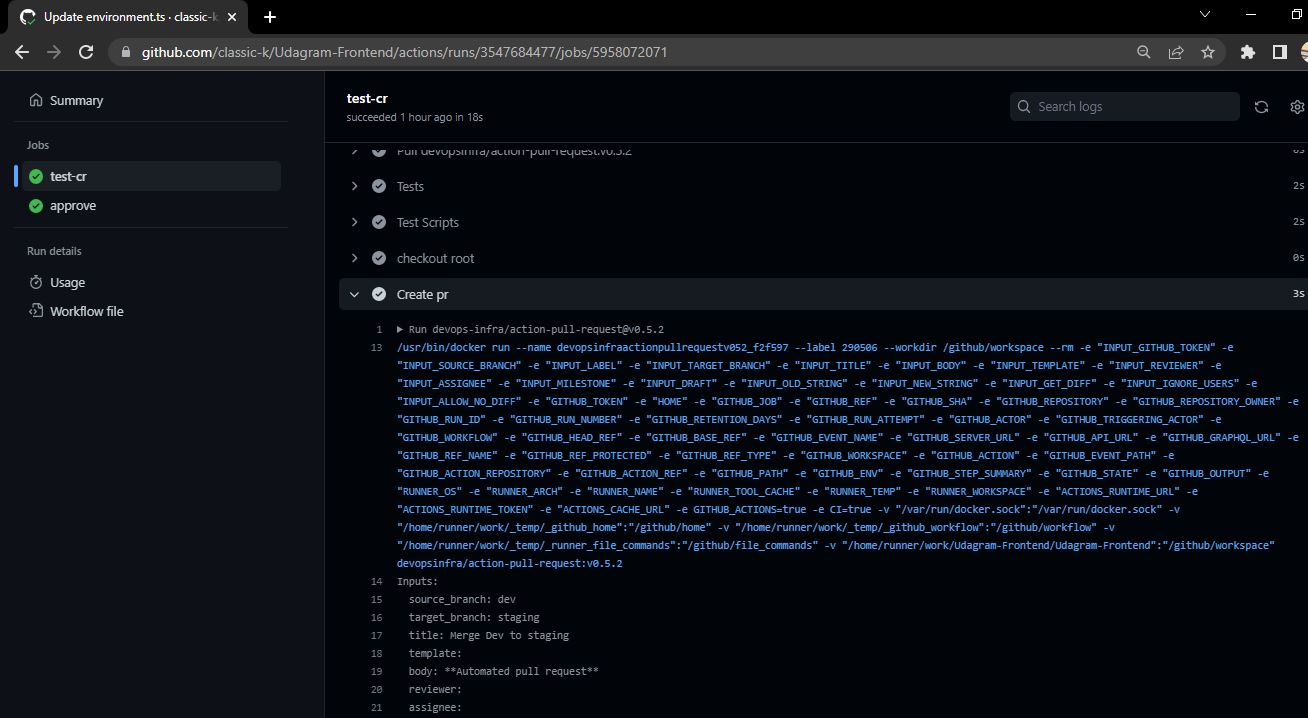 Update environment.ts · classic-k
github.com/classic-k/Udagram-Frontend/actions/runs/3547684477/jobs/5958072071
Summary
Jobs
test-cr
approve
Run details
Usage
Workflow file
test-cr
succeeded 1 hour ago in 18s
Search logs
Pull devopsinfra/action-pull-request:v0.5.2 6s
Tests 2s
Test Scripts 2s
checkout root 0s
Create pr 3s
1 ▶ Run devops-infra/action-pull-request@v0.5.2
13 /usr/bin/docker run --name devopsinfraactionpullrequestv052_f2f597 --label 290506 --workdir /github/workspace --rm -e "INPUT_GITHUB_TOKEN" -e
"INPUT_SOURCE_BRANCH" -e "INPUT_LABEL" -e "INPUT_TARGET_BRANCH" -e "INPUT_TITLE" -e "INPUT_BODY" -e "INPUT_TEMPLATE" -e "INPUT_REVIEWER" -e
"INPUT_ASSIGNEE" -e "INPUT_MILESTONE" -e "INPUT_DRAFT" -e "INPUT_OLD_STRING" -e "INPUT_NEW_STRING" -e "INPUT_GET_DIFF" -e "INPUT_IGNORE_USERS" -e
"INPUT_ALLOW_NO_DIFF" -e "GITHUB_TOKEN" -e "HOME" -e "GITHUB_JOB" -e "GITHUB_REF" -e "GITHUB_SHA" -e "GITHUB_REPOSITORY" -e "GITHUB_REPOSITORY_OWNER" -e
"GITHUB_RUN_ID" -e "GITHUB_RUN_NUMBER" -e "GITHUB_RETENTION_DAYS" -e "GITHUB_RUN_ATTEMPT" -e "GITHUB_ACTOR" -e "GITHUB_TRIGGERING_ACTOR" -e
"GITHUB_WORKFLOW" -e "GITHUB_HEAD_REF" -e "GITHUB_BASE_REF" -e "GITHUB_EVENT_NAME" -e "GITHUB_SERVER_URL" -e "GITHUB_API_URL" -e "GITHUB_GRAPHQL_URL" -e
"GITHUB_REF_NAME" -e "GITHUB_REF_PROTECTED" -e "GITHUB_REF_TYPE" -e "GITHUB_WORKSPACE" -e "GITHUB_ACTION" -e "GITHUB_EVENT_PATH" -e
"GITHUB_ACTION_REPOSITORY" -e "GITHUB_ACTION_REF" -e "GITHUB_PATH" -e "GITHUB_ENV" -e "GITHUB_STEP_SUMMARY" -e "GITHUB_STATE" -e "GITHUB_OUTPUT" -e
"RUNNER_OS" -e "RUNNER_ARCH" -e "RUNNER_NAME" -e "RUNNER_TOOL_CACHE" -e "RUNNER_TEMP" -e "RUNNER_WORKSPACE" -e "ACTIONS_RUNTIME_URL" -e
"ACTIONS_RUNTIME_TOKEN" -e "ACTIONS_CACHE_URL" -e GITHUB_ACTIONS=true -e CI=true -v "/var/run/docker.sock":"/var/run/docker.sock" -v
"/home/runner/work/_temp/_github_home":"/github/home" -v "/home/runner/work/_temp/_github_workflow":"/github/workflow" -v
"/home/runner/work/_temp/_runner_file_commands":"/github/file_commands" -v "/home/runner/work/Udagram-Frontend/Udagram-Frontend":"/github/workspace"
devopsinfra/action-pull-request:v0.5.2
14 Inputs:
15 source_branch: dev
16 target_branch: staging
17 title: Merge Dev to staging
18 template:
19 body: **Automated pull request**
20 reviewer:
21 assignee: